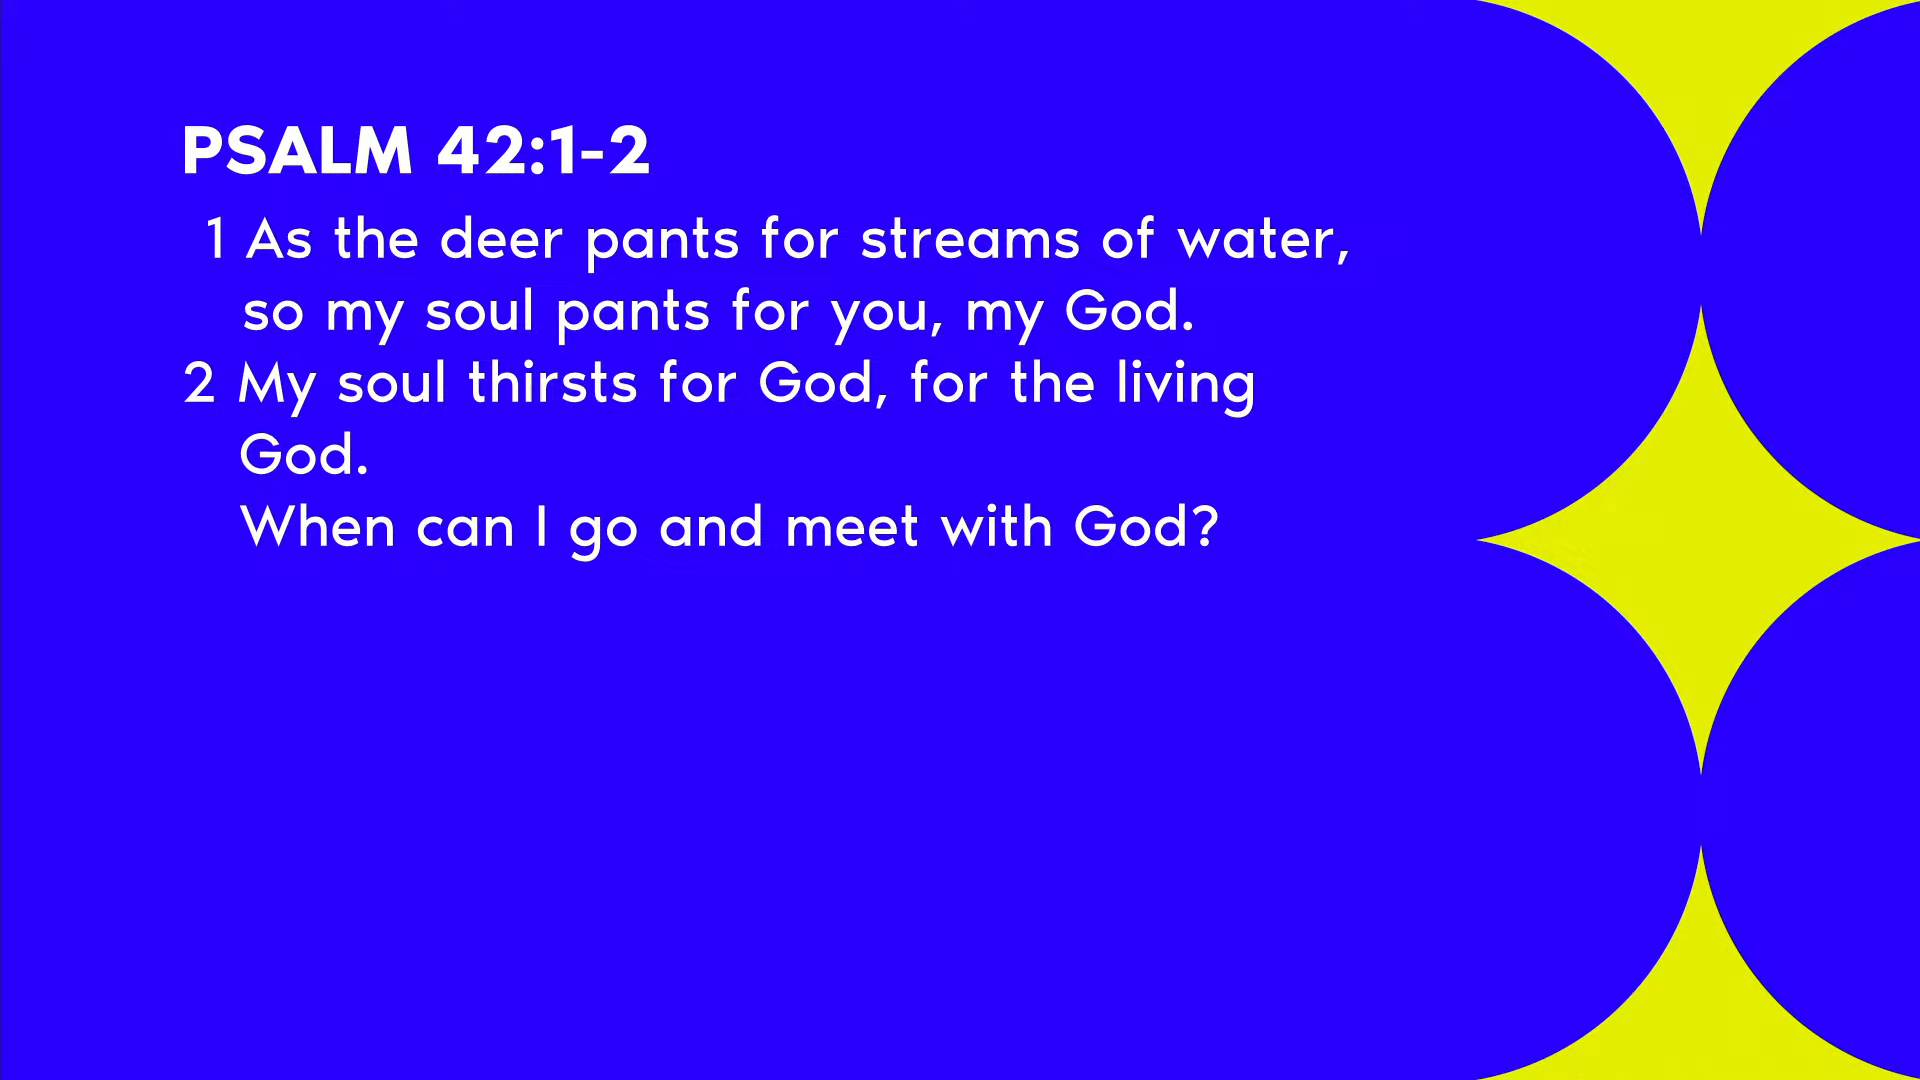 PSALM 42:1-2
1 As the deer pants for streams of water,
so my soul pants for you, my God.
2 My soul thirsts for God, for the living
God.
When can I go and meet with God?